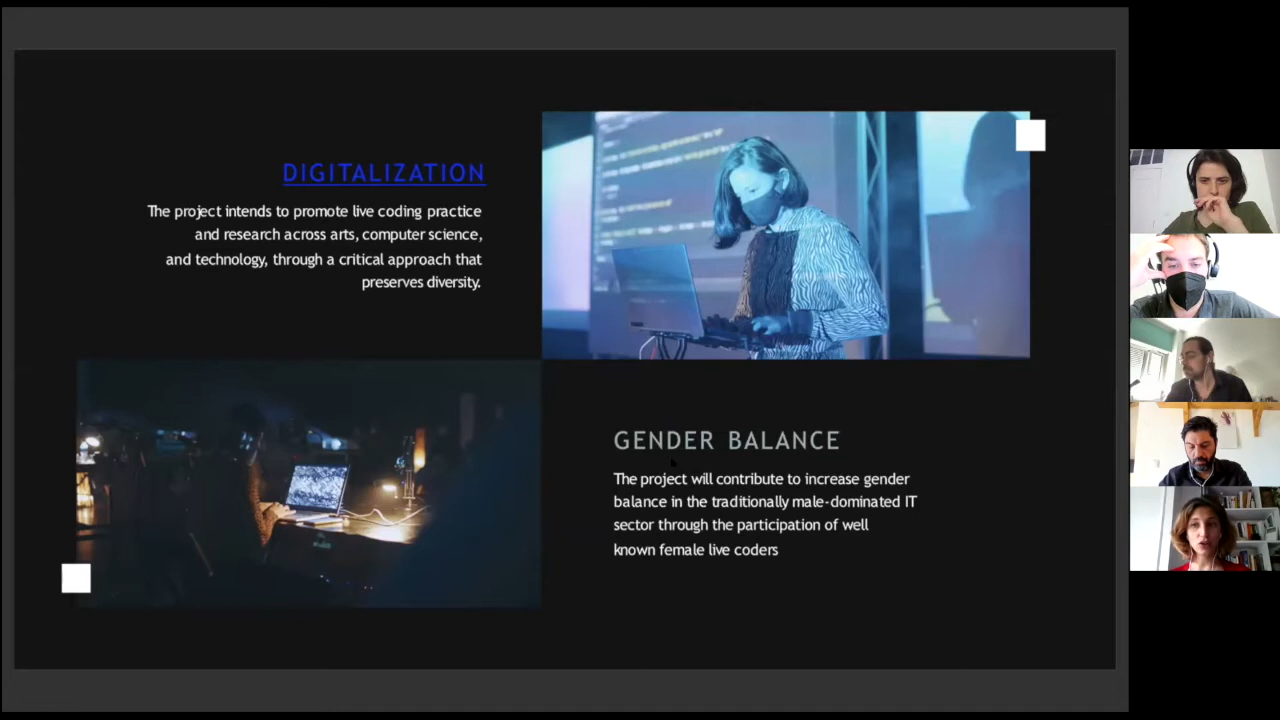 DIGITALIZATION
The project intends to promote live coding practice
and research across arts, computer science,
and technology, through a critical approach that
preserves diversity.
GENDER BALANCE
The project will contribute to increase gender
balance in the traditionally male-dominated IT
sector through the participation of well
known female live coders